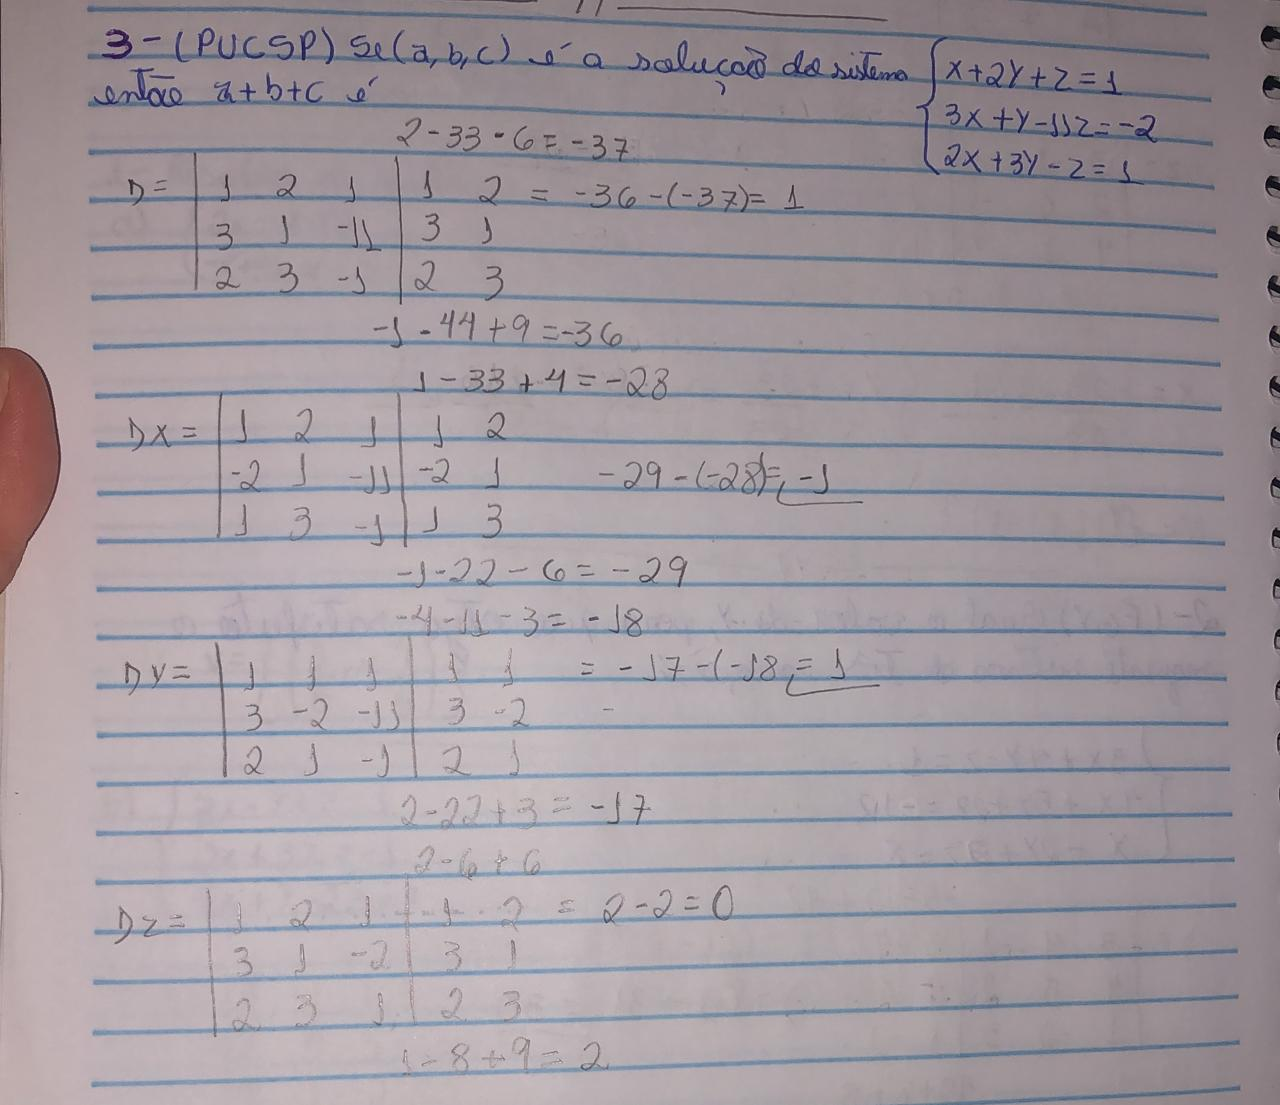 3-(PUCSP) Se(a,b,c) é a solução do sistema
{x+2y+z=1
então a+b+c é
3x+y-11z=-2
2x+3y-z=1
2-33-6=-37
D= | 1 2 1 | 1 2 = -36-(-37)= 1
3 1 -11 | 3 1
2 3 -1 | 2 3
-1-44+9=-36
1-33+4=-28
DX= | 1 2 1 | 1 2
-2 1 -11 | -2 1 -29-(-28)= -1
1 3 -1 | 1 3
-1-22-6=-29
-4-11-3=-18
DY= | 1 1 1 | 1 1 = -17-(-18 = 1
3 -2 -11 | 3 -2 -
2 1 -1 | 2 1
2-22+3=-17
2-6+6
Dz= | 1 2 1 | 1 2 = 2-2=0
3 1 -2 | 3 1
2 3 1 | 2 3
1-8+9=2